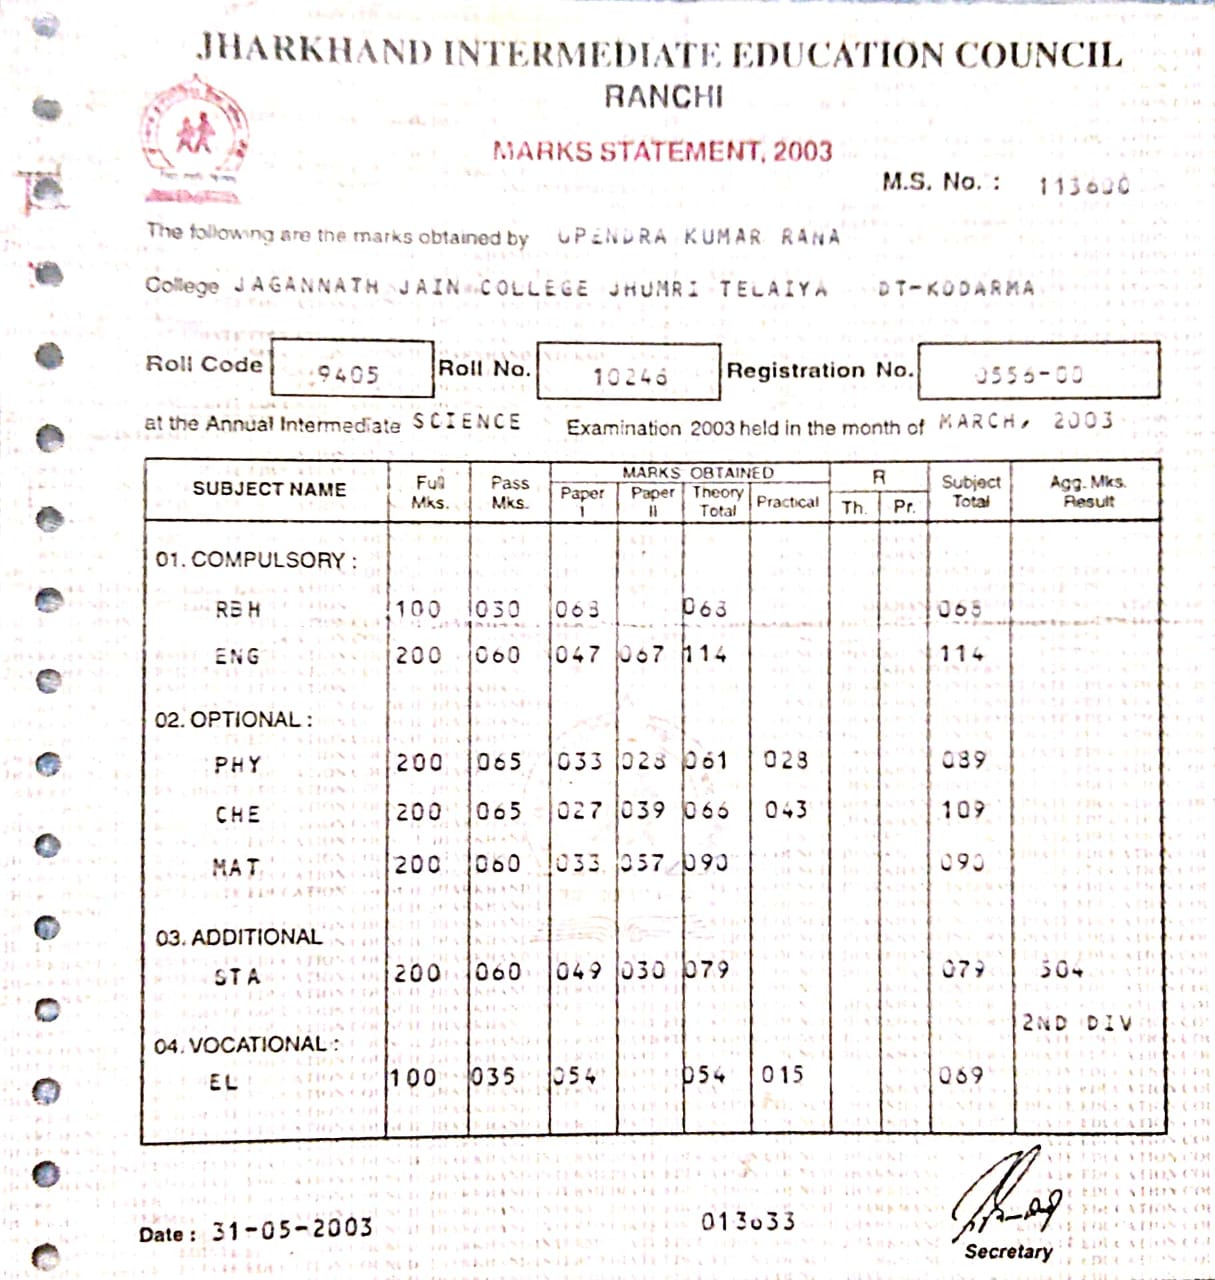 JHARKHAND INTERMEDIATE EDUCATION COUNCIL
RANCHI
MARKS STATEMENT, 2003
M.S. No. :
The following are the marks obtained by UPENDRA KUMAR RANA
College JAGANNATH JAIN COLLEGE JHUMRI TELAIYA DT-KODARMA
Roll Code 9405 Roll No. 10246 Registration No. 0556-00
at the Annual Intermediate SCIENCE Examination 2003 held in the month of MARCH, 2003
SUBJECT NAME Full Mks. Pass Mks. MARKS OBTAINED Paper I Paper II Theory Total Practical R Th. Pr. Subject Total Agg. Mks. Result
01. COMPULSORY :
RBH 100 030 068 068 068
ENG 200 060 047 067 114 114
02. OPTIONAL :
PHY 200 065 033 028 061 028 089
CHE 200 065 027 039 066 043 109
MAT 200 060 033 057 090 090
03. ADDITIONAL
STA 200 060 049 030 079 079 504
2ND DIV
04. VOCATIONAL :
EL 100 035 054 054 015 069
Date : 31-05-2003
Secretary